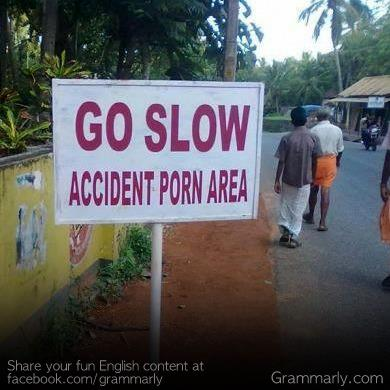 GO SLOW
ACCIDENT PORN AREA
Share your fun English content at
facebook.com/grammarly
Grammarly.com